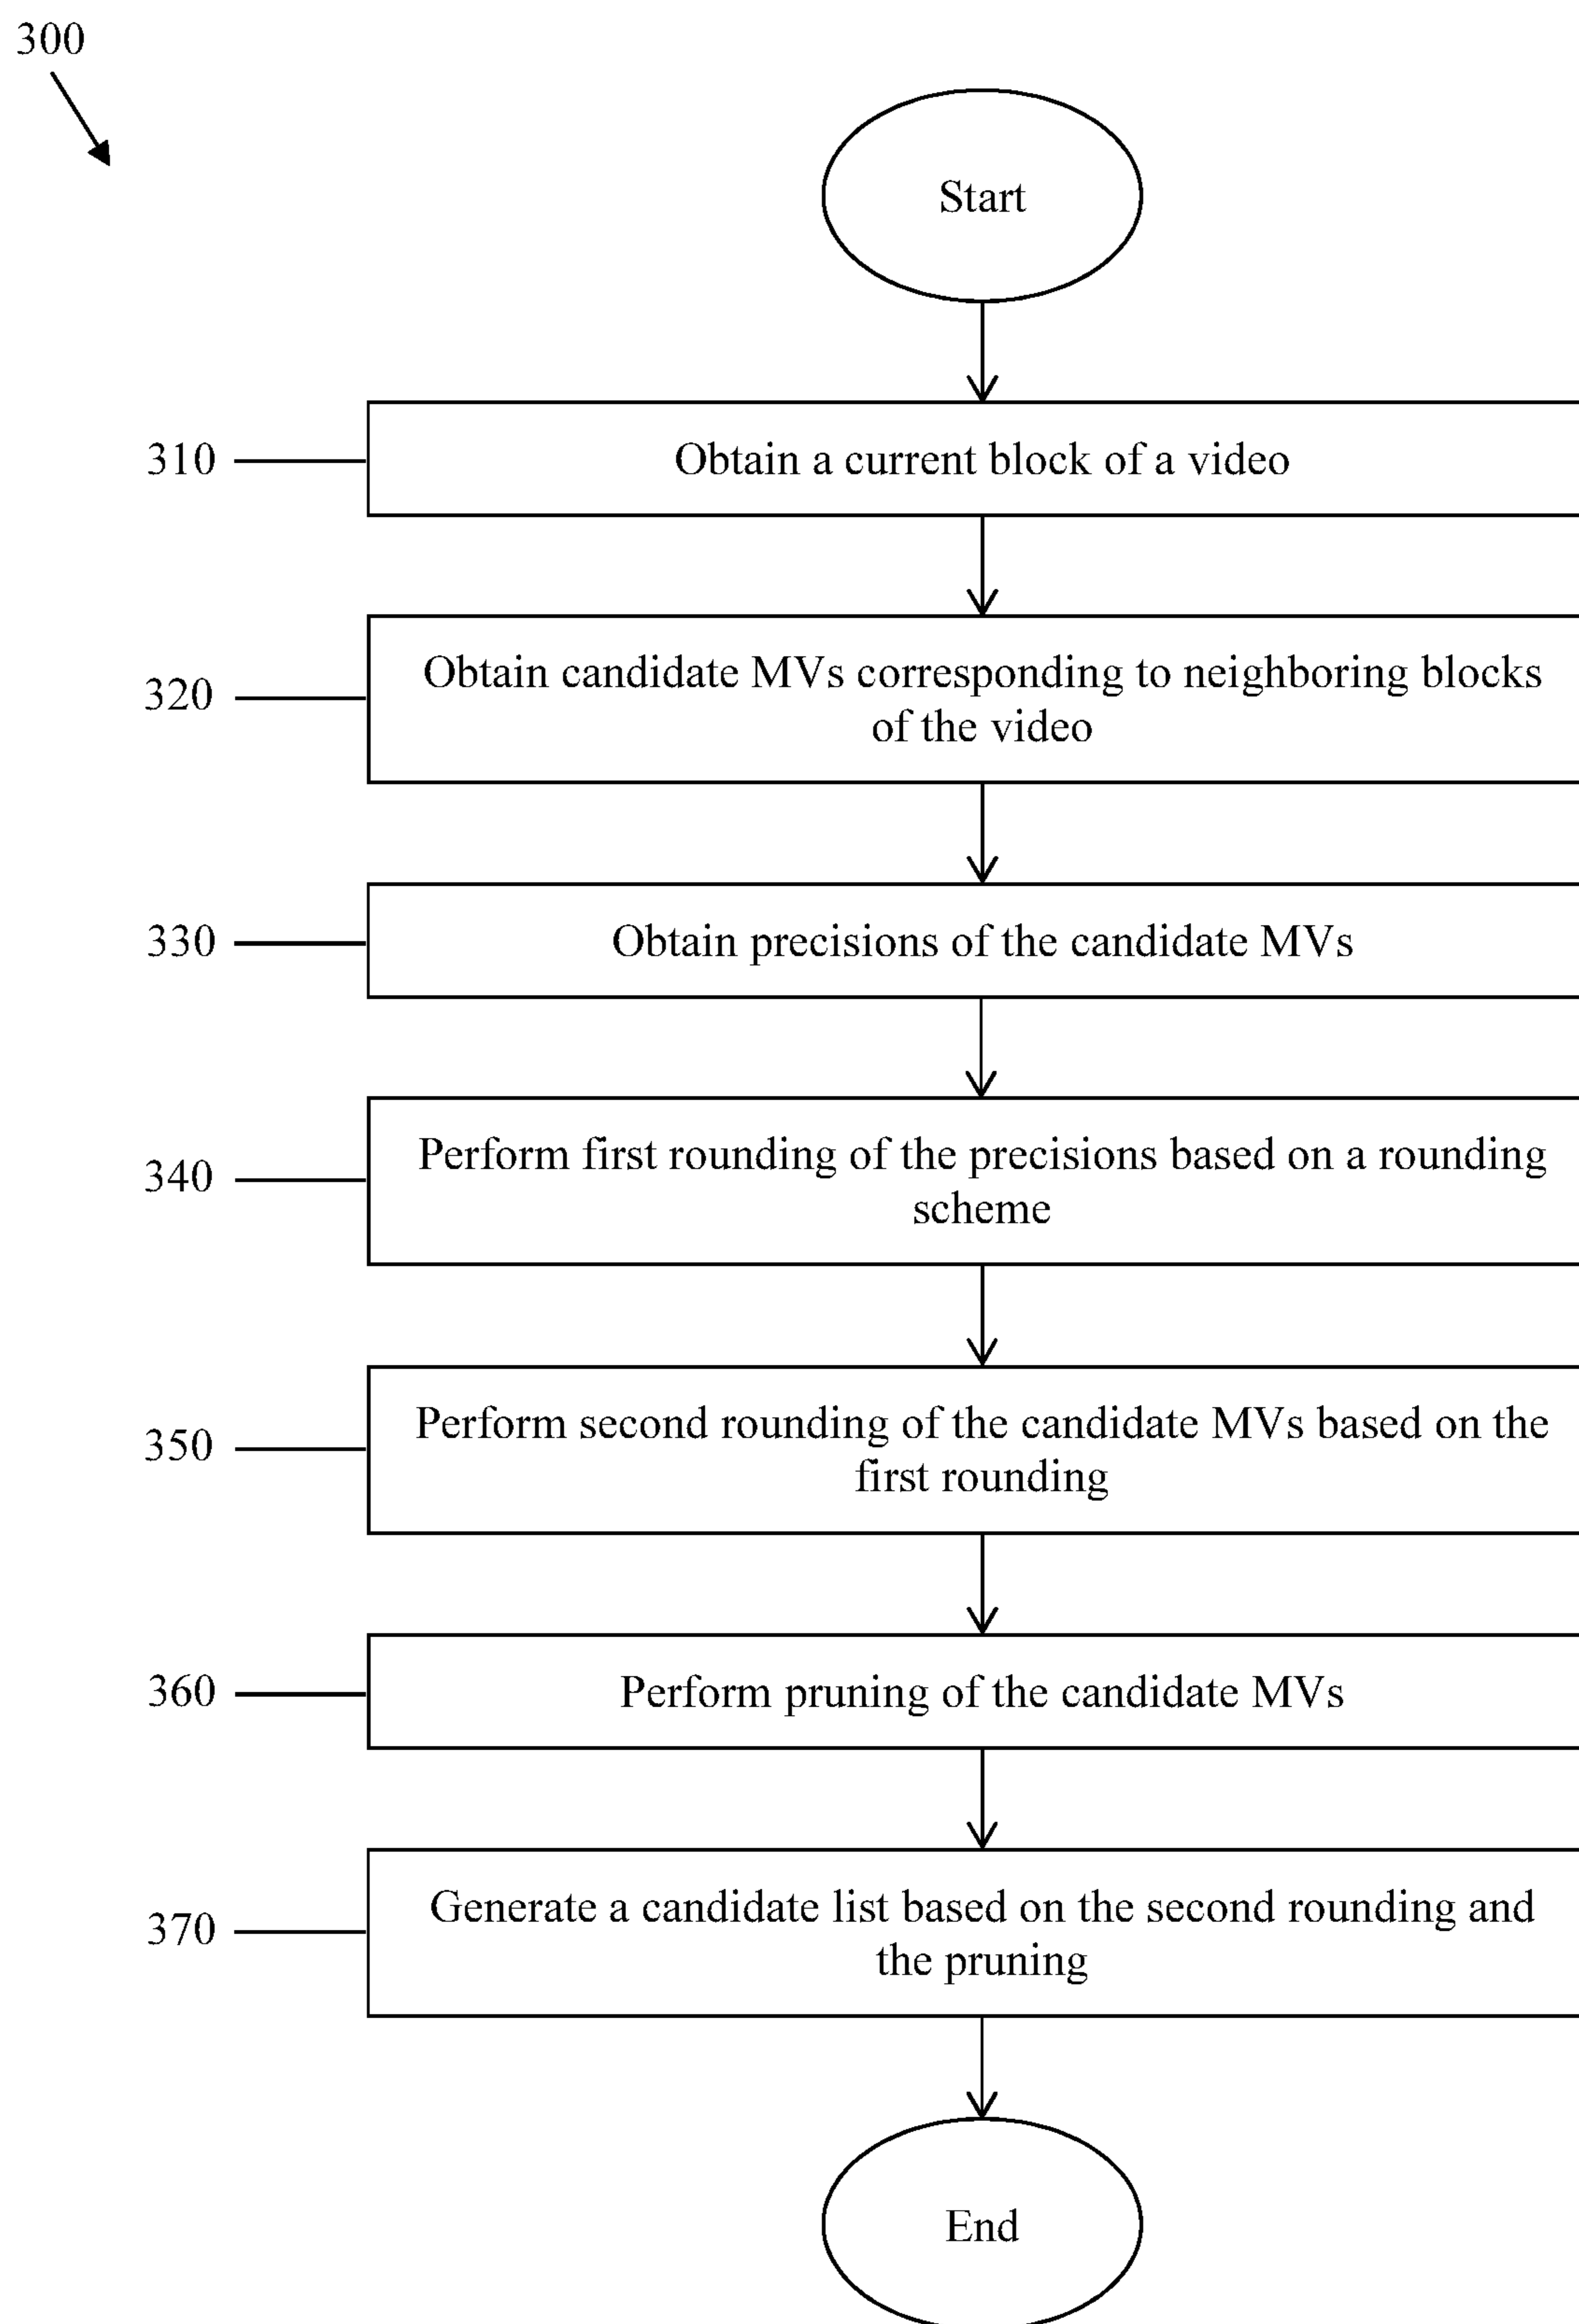 300
Start
310
Obtain a current block of a video
320
Obtain candidate MVs corresponding to neighboring blocks
of the video
330
Obtain precisions of the candidate MVs
340
Perform first rounding of the precisions based on a rounding
scheme
350
Perform second rounding of the candidate MVs based on the
first rounding
360
Perform pruning of the candidate MVs
370
Generate a candidate list based on the second rounding and
the pruning
End